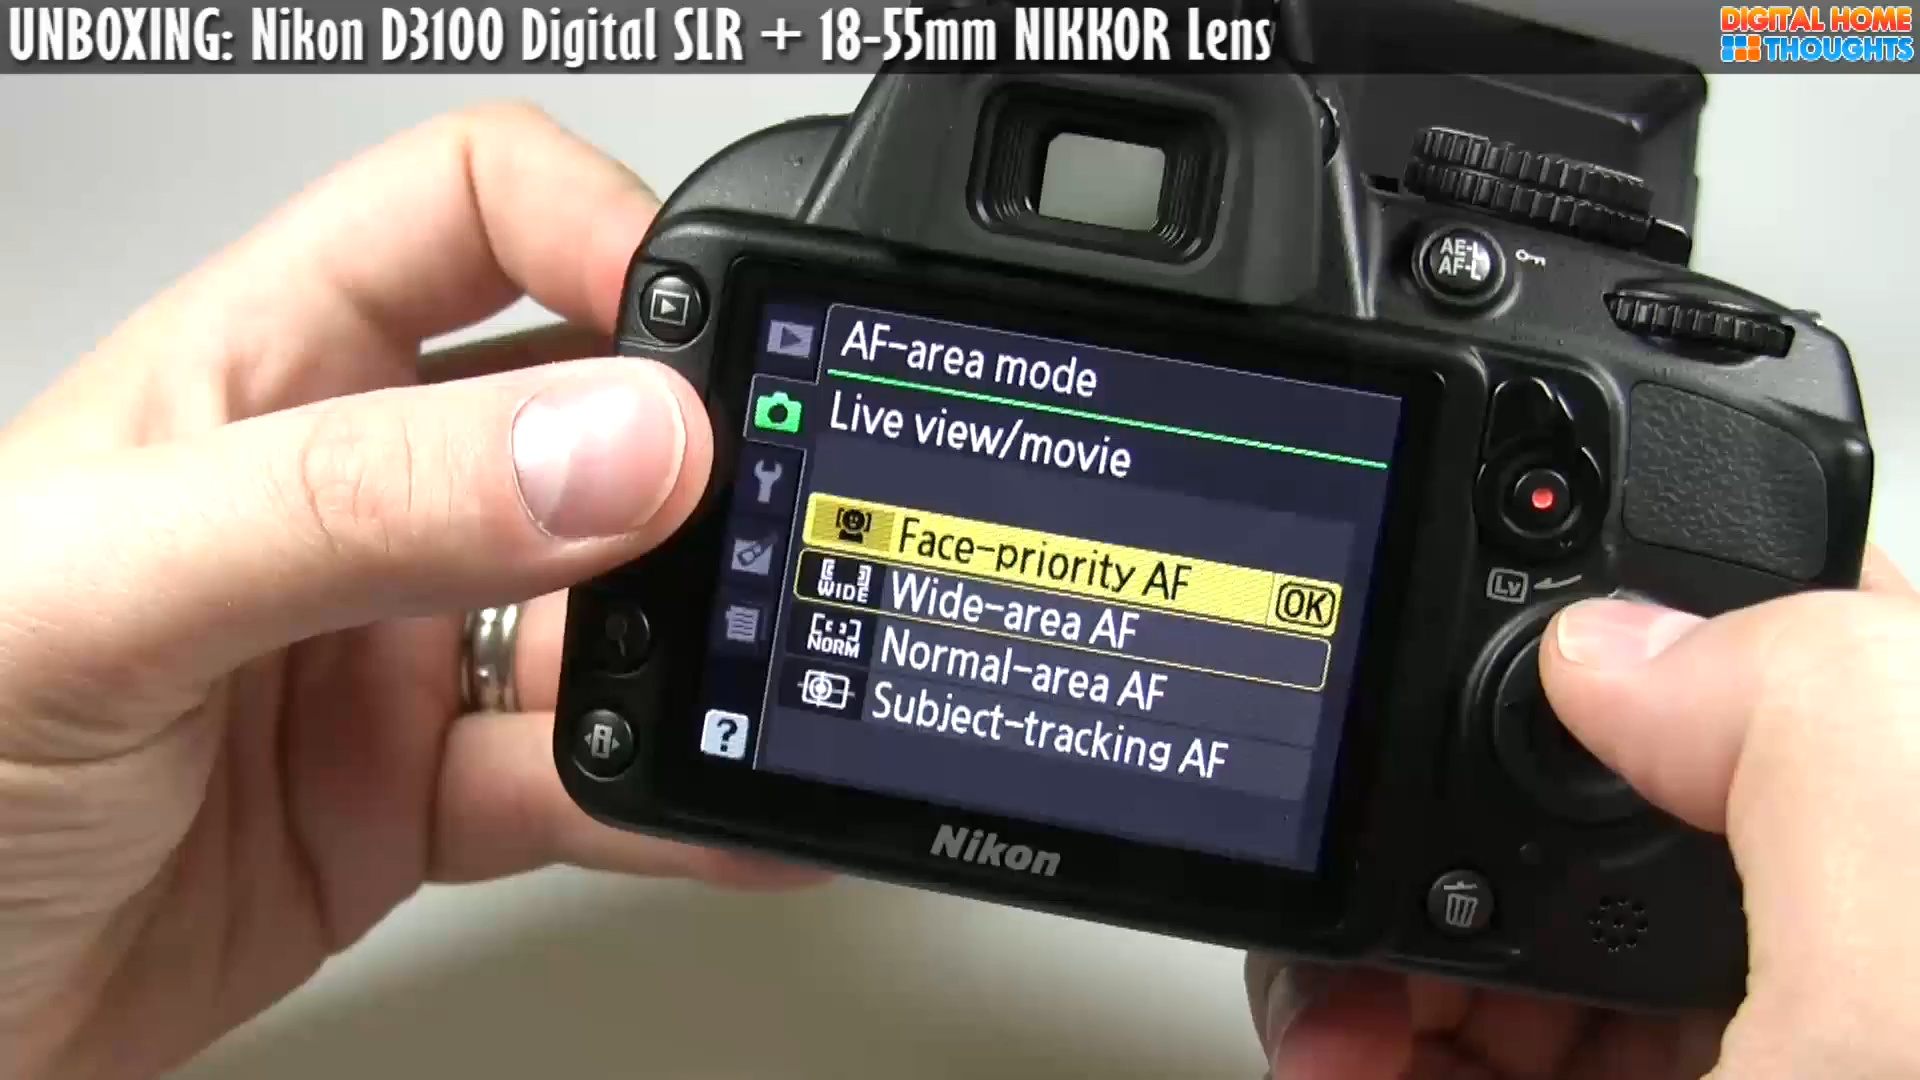 UNBOXING: Nikon D3100 Digital SLR + 18-55mm NIKKOR Lens
DIGITAL HOME
THOUGHTS
AE-L
AF-L
AF-area mode
Live view/movie
Face-priority AF OK
WIDE Wide-area AF
NORM Normal-area AF
Subject-tracking AF
?
Lv
i
Nikon